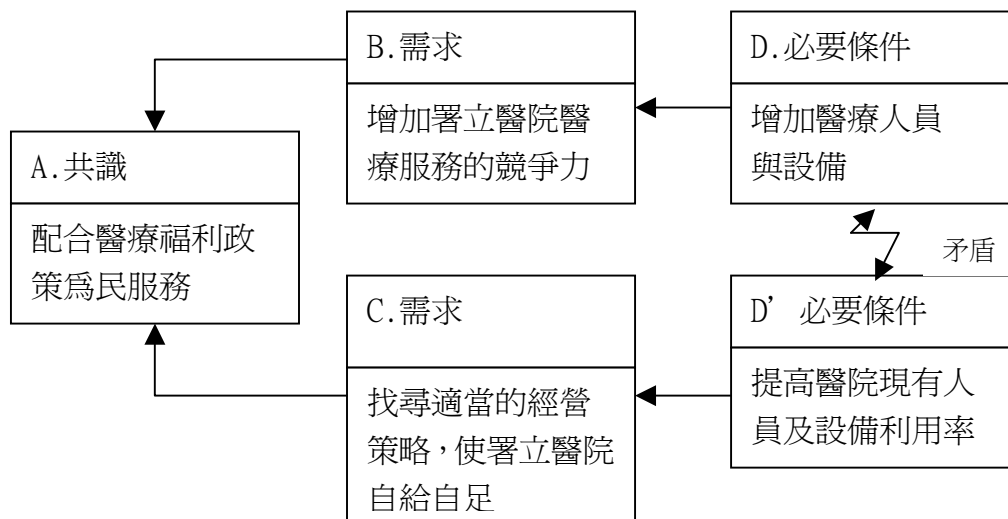 B.需求
增加署立醫院醫
療服務的競爭力
D.必要條件
增加醫療人員
與設備
A.共識
配合醫療福利政
策爲民服務
矛盾
C.需求
找尋適當的經營
策略，使署立醫院
自給自足
D’必要條件
提高醫院現有人
員及設備利用率